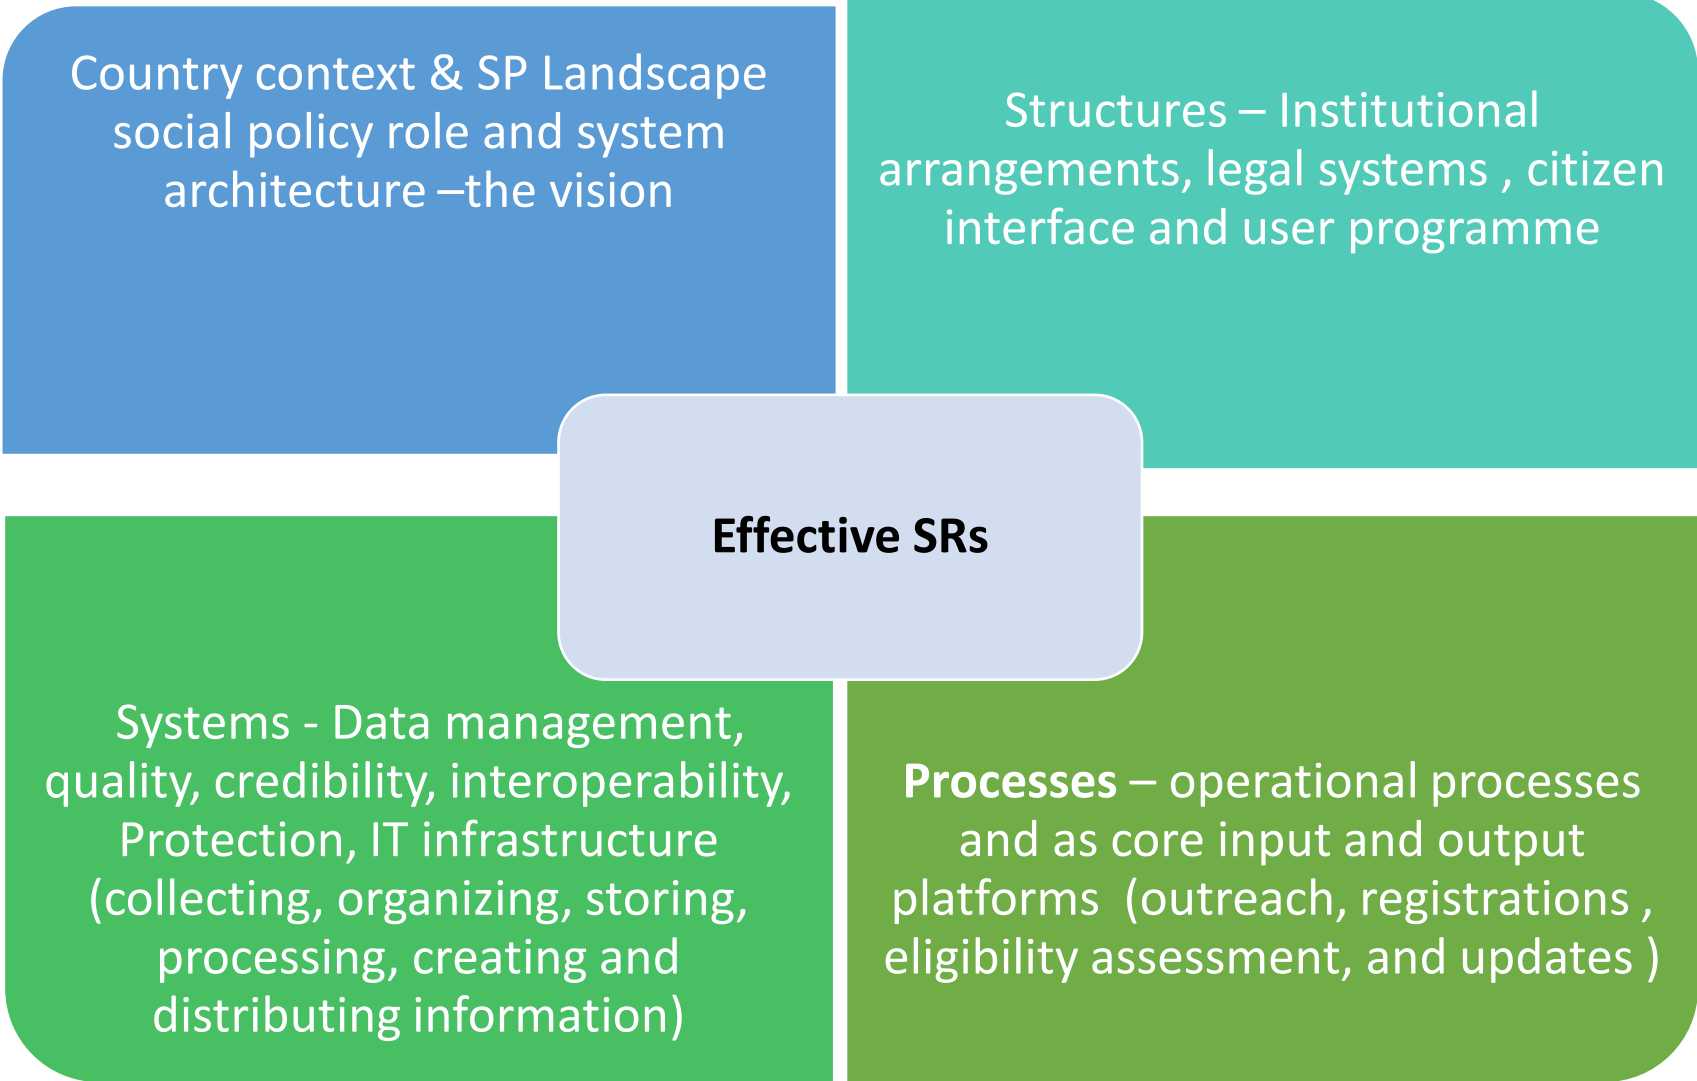 Country context & SP Landscape
social policy role and system
architecture –the vision
Structures – Institutional
arrangements, legal systems , citizen
interface and user programme
Effective SRs
Systems - Data management,
quality, credibility, interoperability,
Protection, IT infrastructure
(collecting, organizing, storing,
processing, creating and
distributing information)
Processes – operational processes
and as core input and output
platforms  (outreach, registrations ,
eligibility assessment, and updates )